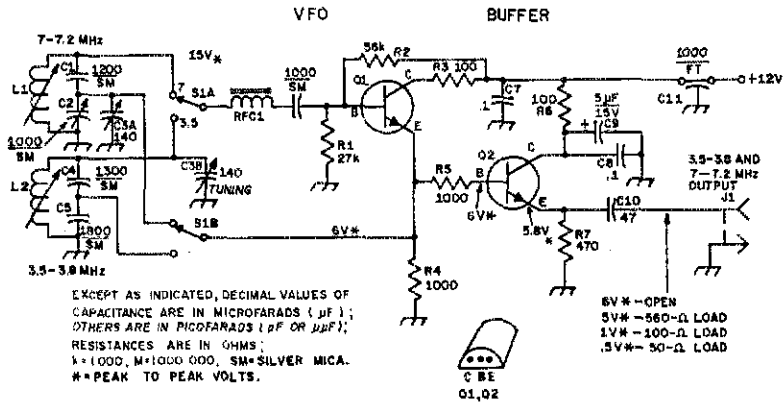 VFO
BUFFER
7-7.2 MHz
C1
1200
SM
L1
C2
1000
SM
C3A
140
C4
1300
SM
L2
C3B
140
TUNING
C5
1800
SM
3.5-3.8 MHz
15V*
7
S1A
3.5
S1B
RFC1
1000
SM
56k
R2
Q1
B
C
E
R1
27k
R3 100
6V*
R5
1000
R4
1000
C7
.1
100
R6
5µF
15V
C9
+
C8
.1
Q2
B
C
E
6V*
5.8V
*
R7
470
C10
47
1000
FT
C11
+12V
3.5-3.8 AND
7-7.2 MHz
OUTPUT
J1
6V*-OPEN
5V*-560-Ω LOAD
1V*-100-Ω LOAD
.5V*-50-Ω LOAD
EXCEPT AS INDICATED, DECIMAL VALUES OF
CAPACITANCE ARE IN MICROFARADS (µF);
OTHERS ARE IN PICOFARADS (pF OR µµF);
RESISTANCES ARE IN OHMS;
k=1000, M=1000 000, SM=SILVER MICA.
*=PEAK TO PEAK VOLTS.
C B E
Q1,Q2